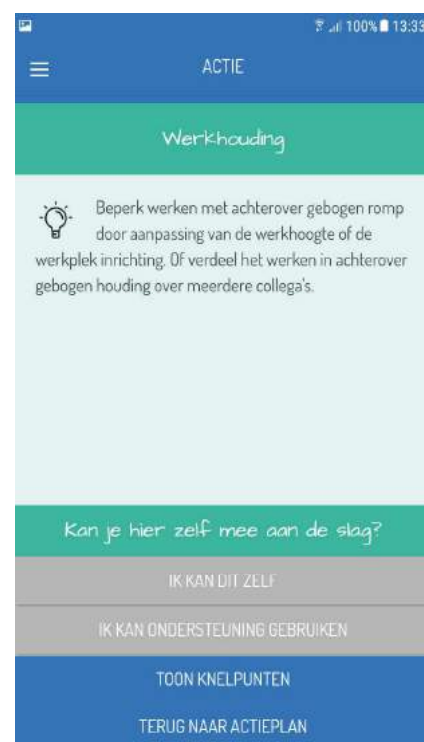 100% 13:33
ACTIE
Werkhouding
Beperk werken met achterover gebogen romp
door aanpassing van de werkhoogte of de
werkplek inrichting. Of verdeel het werken in achterover
gebogen houding over meerdere collega's.
Kan je hier zelf mee aan de slag?
IK KAN DIT ZELF
IK KAN ONDERSTEUNING GEBRUIKEN
TOON KNELPUNTEN
TERUG NAAR ACTIEPLAN